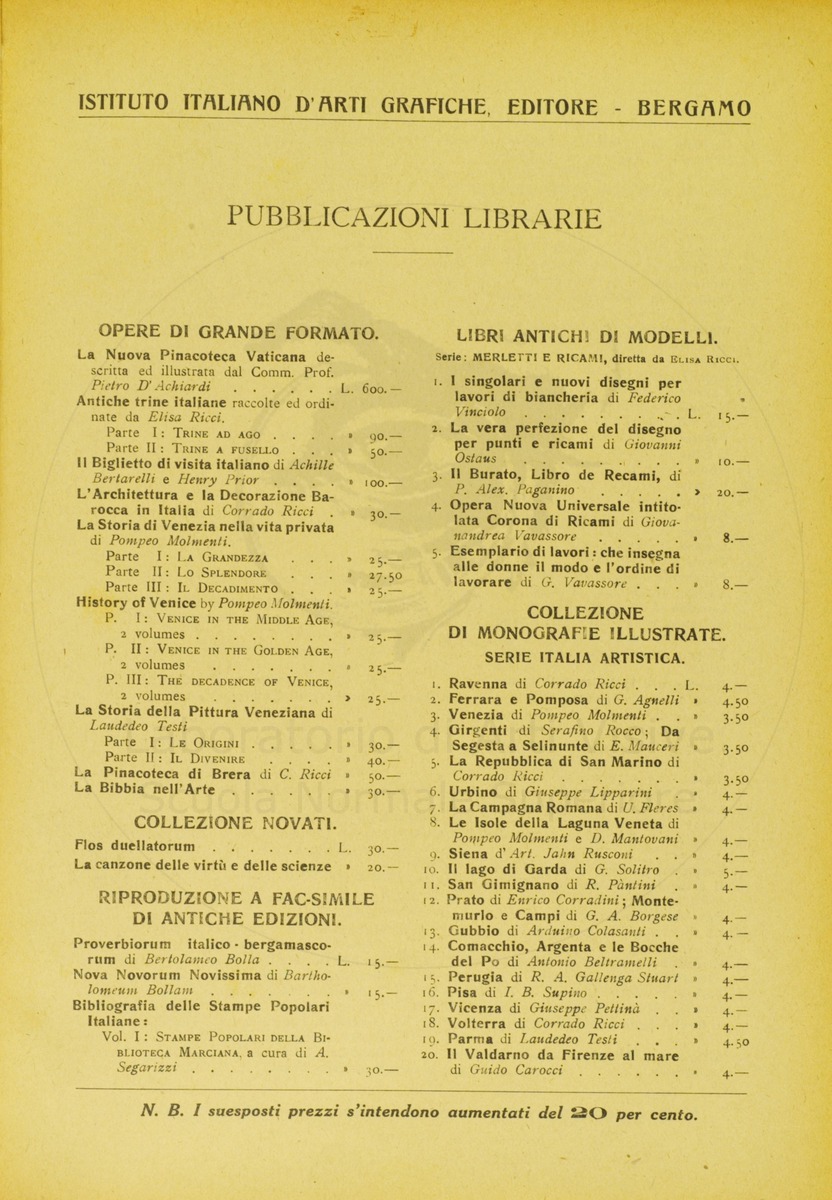 ISTITUTO ITALIANO D'ARTI GRAFICHE, EDITORE - BERGAMO
PUBBLICAZIONI LIBRARIE
OPERE DI GRANDE FORMATO.
La Nuova Pinacoteca Vaticana de-
scritta ed illustrata dal Comm. Prof.
Pietro D'Achiardi . . . . . . L. 600.—
Antiche trine italiane raccolte ed ordi-
nate da Elisa Ricci.
Parte I : TRINE AD AGO . . . . » 90.—
Parte II : TRINE A FUSELLO . . . » 50.—
Il Biglietto di visita italiano di Achille
Bertarelli e Henry Prior . . . . » 100.—
L'Architettura e la Decorazione Ba-
rocca in Italia di Corrado Ricci . » 30.—
La Storia di Venezia nella vita privata
di Pompeo Molmenti.
Parte I : LA GRANDEZZA . . . » 25.—
Parte II : LO SPLENDORE . . . » 27.50
Parte III : IL DECADIMENTO . . . » 25.—
History of Venice by Pompeo Molmenti.
P. I : VENICE IN THE MIDDLE AGE,
2 volumes . . . . . . . . » 25.—
P. II : VENICE IN THE GOLDEN AGE,
2 volumes . . . . . . . » 25.—
P. III : THE DECADENCE OF VENICE,
2 volumes . . . . . . . » 25.—
La Storia della Pittura Veneziana di
Laudedeo Testi
Parte I : LE ORIGINI . . . . . » 30.—
Parte II : IL DIVENIRE . . . . » 40.—
La Pinacoteca di Brera di C. Ricci » 50.—
La Bibbia nell'Arte . . . . . . » 30.—
COLLEZIONE NOVATI.
Flos duellatorum . . . . . . . L. 30.—
La canzone delle virtù e delle scienze » 20.—
RIPRODUZIONE A FAC-SIMILE
DI ANTICHE EDIZIONI.
Proverbiorum italico - bergamasco-
rum di Bertolameo Bolla . . . . L. 15.—
Nova Novorum Novissima di Bartho-
lomeum Bollam . . . . . . . » 15.—
Bibliografia delle Stampe Popolari
Italiane :
Vol. I : STAMPE POPOLARI DELLA BI-
BLIOTECA MARCIANA, a cura di A.
Segarizzi . . . . . . . . » 30.—
LIBRI ANTICHI DI MODELLI.
Serie: MERLETTI E RICAMI, diretta da ELISA RICCI.
1. I singolari e nuovi disegni per
lavori di biancheria di Federico
Vinciolo . . . . . . . . . L. 15.—
2. La vera perfezione del disegno
per punti e ricami di Giovanni
Ostaus . . . . . . . . . » 10.—
3. Il Burato, Libro de Recami, di
P. Alex. Paganino . . . . . » 20.—
4. Opera Nuova Universale intito-
lata Corona di Ricami di Giova-
nandrea Vavassore . . . . . » 8.—
5. Esemplario di lavori : che insegna
alle donne il modo e l'ordine di
lavorare di G. Vavassore . . . » 8.—
COLLEZIONE
DI MONOGRAFIE ILLUSTRATE.
SERIE ITALIA ARTISTICA.
1. Ravenna di Corrado Ricci . . . L. 4.—
2. Ferrara e Pomposa di G. Agnelli » 4.50
3. Venezia di Pompeo Molmenti . . » 3.50
4. Girgenti di Serafino Rocco ; Da
Segesta a Selinunte di E. Mauceri » 3.50
5. La Repubblica di San Marino di
Corrado Ricci . . . . . . . » 3.50
6. Urbino di Giuseppe Lipparini . » 4.—
7. La Campagna Romana di U. Fleres » 4.—
8. Le Isole della Laguna Veneta di
Pompeo Molmenti e D. Mantovani » 4.—
9. Siena d'Art. Jahn Rusconi . . » 4.—
10. Il lago di Garda di G. Solitro . » 5.—
11. San Gimignano di R. Pàntini . » 4.—
12. Prato di Enrico Corradini ; Monte-
murlo e Campi di G. A. Borgese » 4.—
13. Gubbio di Arduino Colasanti . . » 4.—
14. Comacchio, Argenta e le Bocche
del Po di Antonio Beltramelli . » 4.—
15. Perugia di R. A. Gallenga Stuart » 4.—
16. Pisa di I. B. Supino . . . . . » 4.—
17. Vicenza di Giuseppe Pettinà . . » 4.—
18. Volterra di Corrado Ricci . . . » 4.—
19. Parma di Laudedeo Testi . . . » 4.50
20. Il Valdarno da Firenze al mare
di Guido Carocci . . . . . . » 4.—
N. B. I suesposti prezzi s'intendono aumentati del 20 per cento.